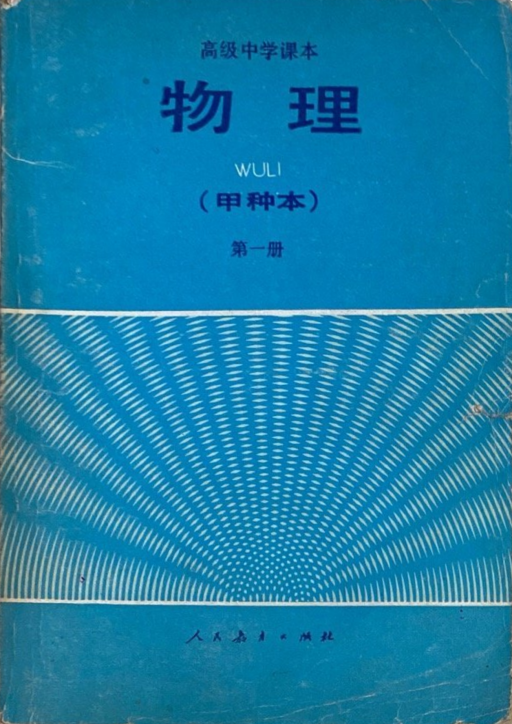 高级中学课本
物 理
WULI
（甲种本）
第一册
人民教育出版社